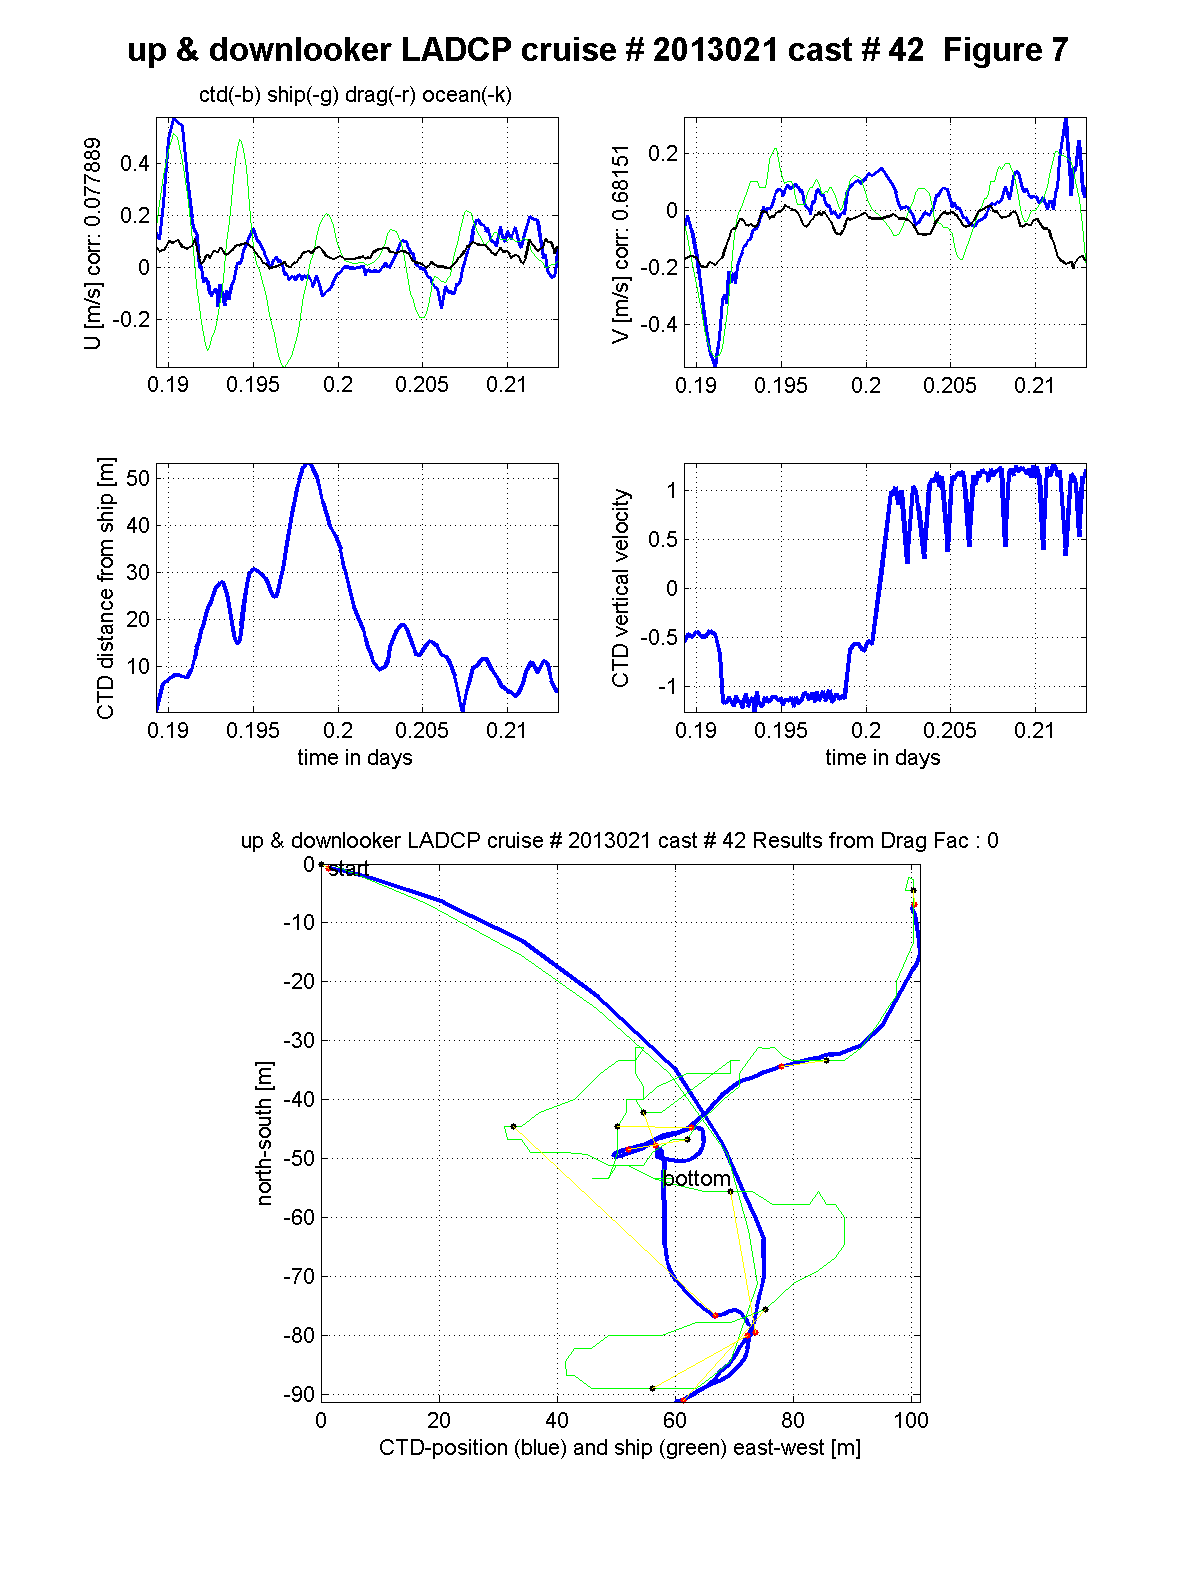 up & downlooker LADCP cruise # 2013021 cast # 42  Figure 7
ctd(-b) ship(-g) drag(-r) ocean(-k)
U [m/s] corr: 0.077889
0.4
0.2
0
-0.2
0.19 0.195 0.2 0.205 0.21
V [m/s] corr: 0.68151
0.2
0
-0.2
-0.4
0.19 0.195 0.2 0.205 0.21
CTD distance from ship [m]
50
40
30
20
10
0.19 0.195 0.2 0.205 0.21
time in days
CTD vertical velocity
1
0.5
0
-0.5
-1
0.19 0.195 0.2 0.205 0.21
time in days
up & downlooker LADCP cruise # 2013021 cast # 42 Results from Drag Fac : 0
north-south [m]
0
-10
-20
-30
-40
-50
-60
-70
-80
-90
start
bottom
0 20 40 60 80 100
CTD-position (blue) and ship (green) east-west [m]